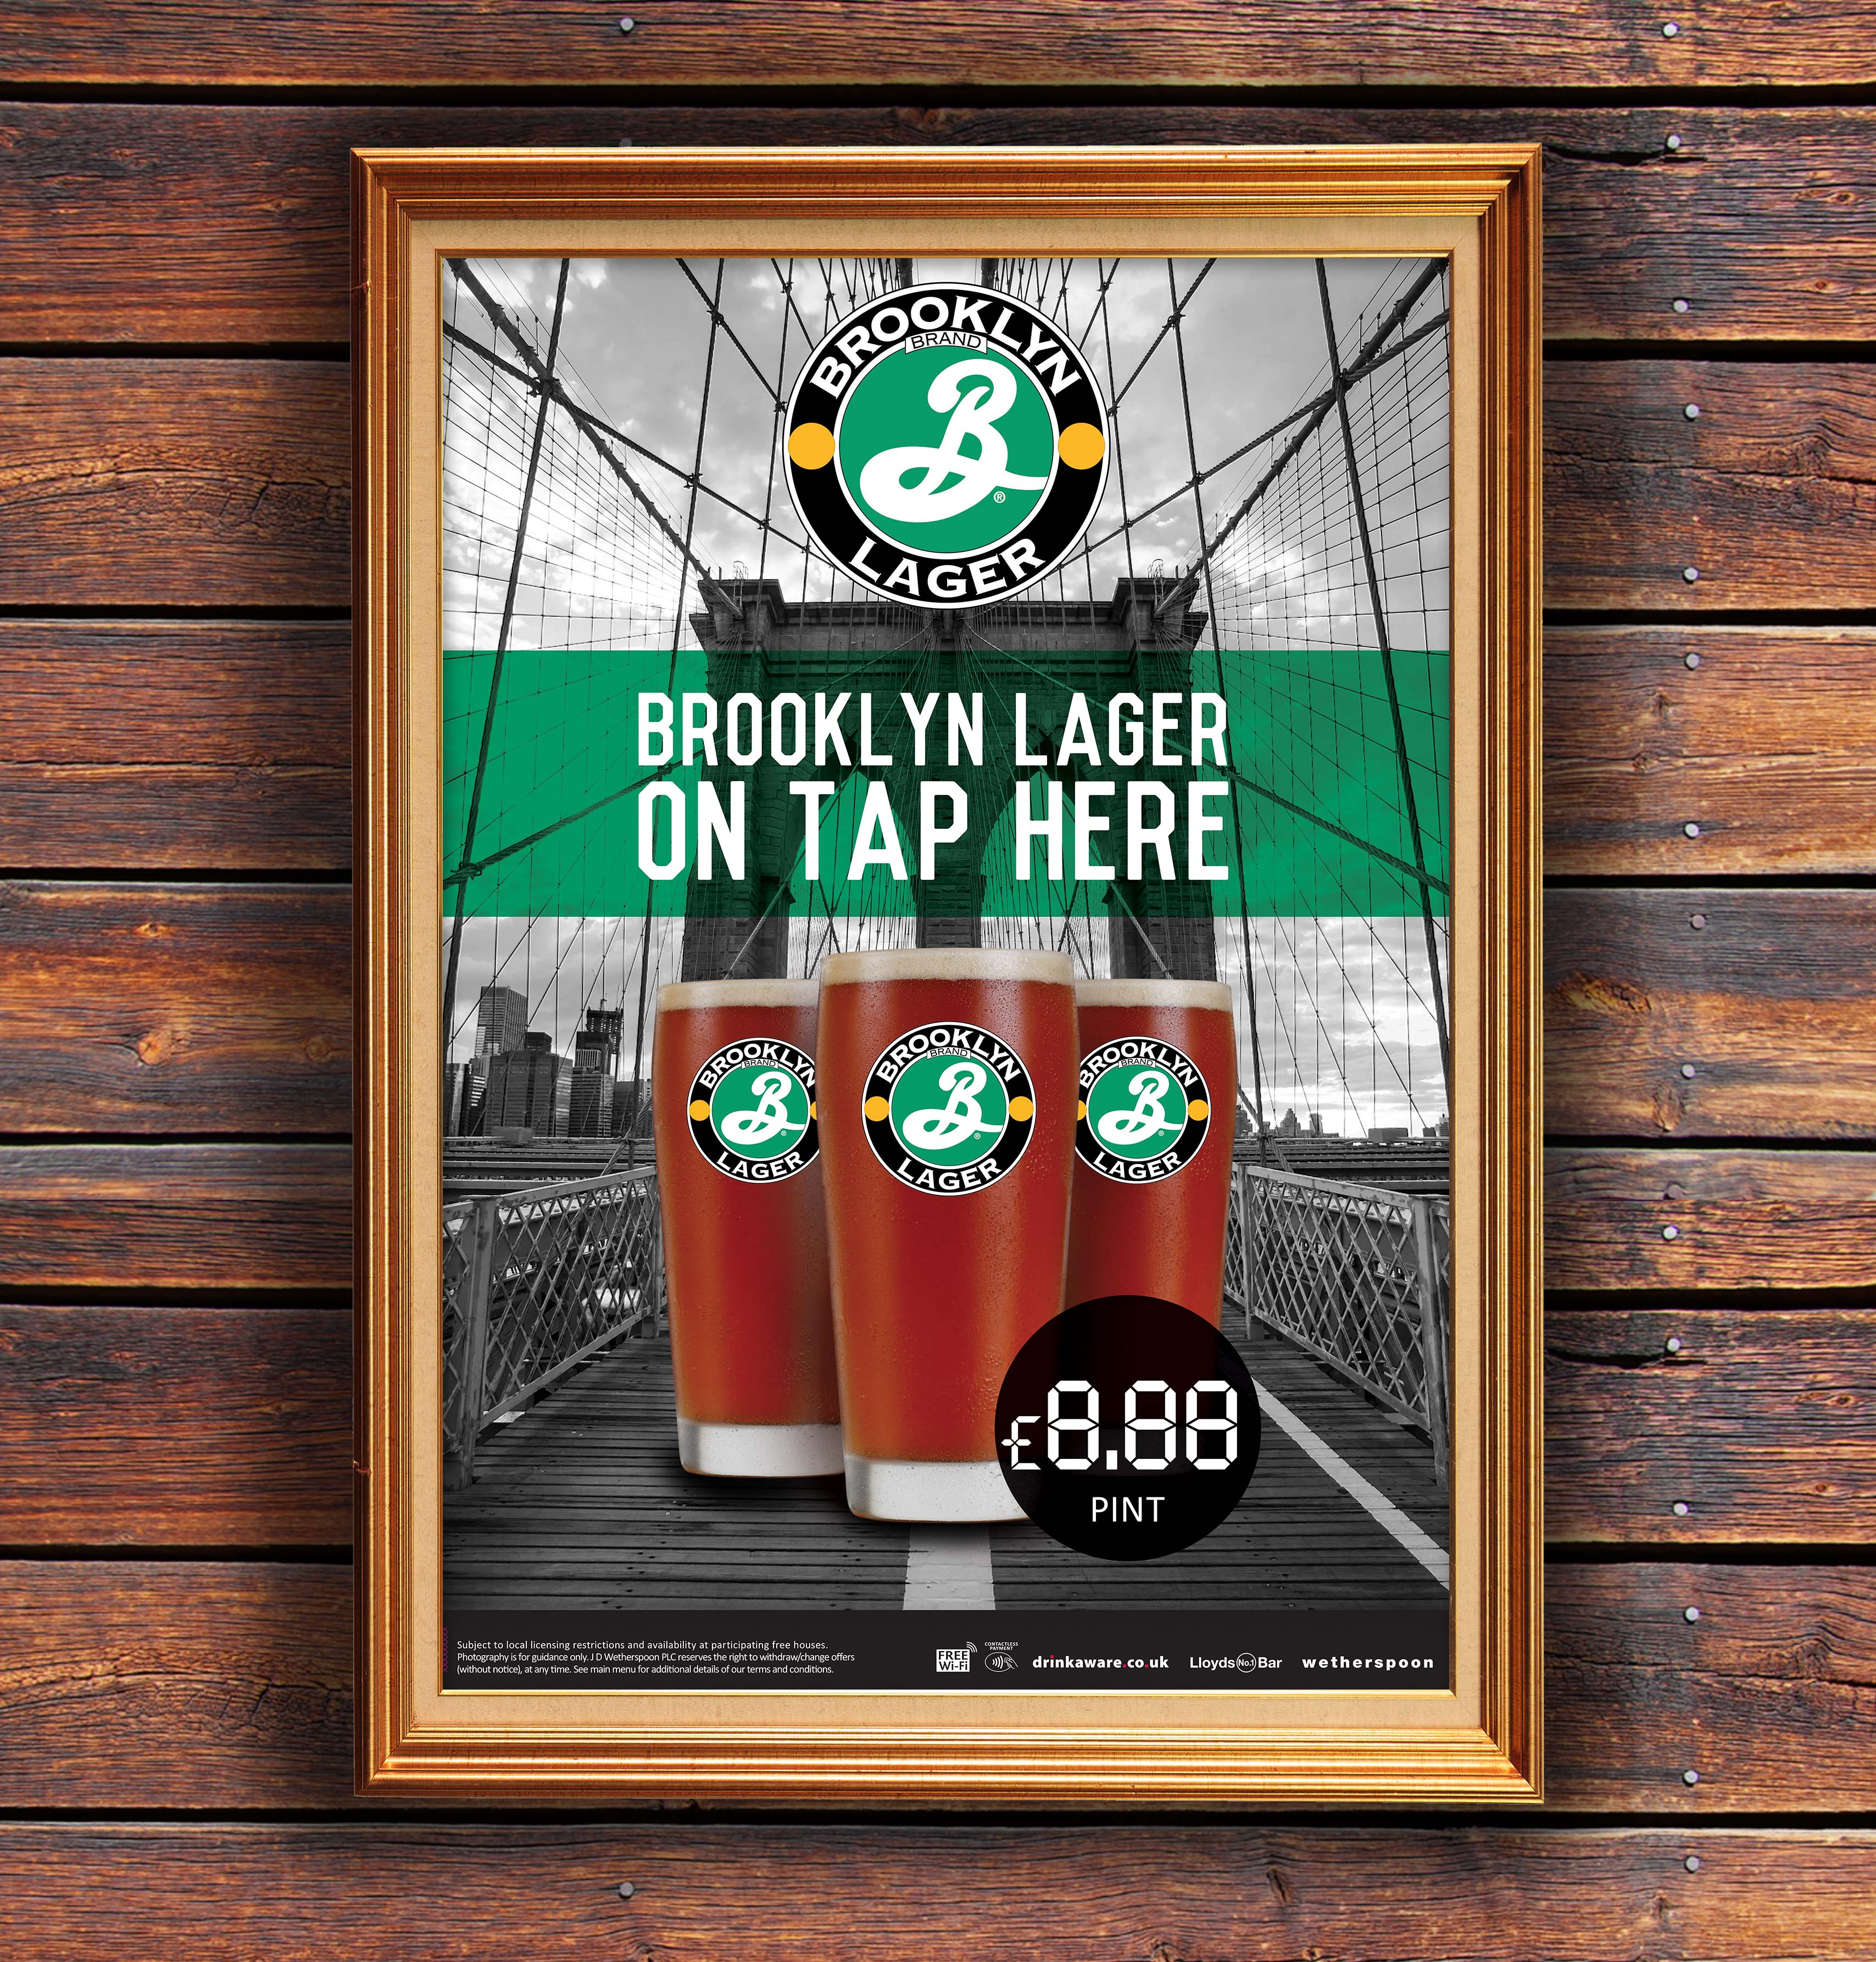 BROOKLYN
BRAND
B®
LAGER
BROOKLYN LAGER
ON TAP HERE
BROOKLYN
BRAND
B®
LAGER
BROOKLYN
BRAND
B®
LAGER
BROOKLYN
BRAND
B®
LAGER
£8.88
PINT
Subject to local licensing restrictions and availability at participating free houses.
Photography is for guidance only. J D Wetherspoon PLC reserves the right to withdraw/change offers
(without notice), at any time. See main menu for additional details of our terms and conditions.
FREE
Wi-Fi
CONTACTLESS
PAYMENT
drinkaware.co.uk
Lloyds No.1 Bar
wetherspoon